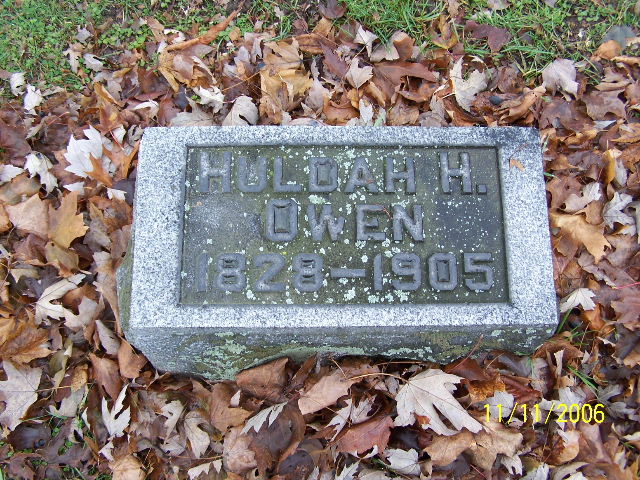 HULDAH H.
OWEN
1828–1905
11/11/2006